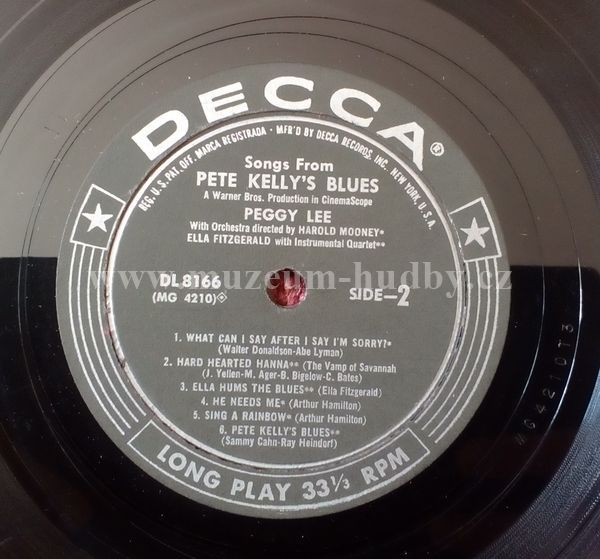 DECCA®
REG. U.S. PAT. OFF. MARCA REGISTRADA • MF'D BY DECCA RECORDS, INC. NEW YORK, U.S.A.
Songs From
PETE KELLY'S BLUES
A Warner Bros. Production in CinemaScope
PEGGY LEE
With Orchestra directed by HAROLD MOONEY*
ELLA FITZGERALD with Instrumental Quartet**
www.muzeum-hudby.cz
DL 8166
(MG 4210)
SIDE-2
1. WHAT CAN I SAY AFTER I SAY I'M SORRY?*
(Walter Donaldson-Abe Lyman)
2. HARD HEARTED HANNA** (The Vamp of Savannah
(J. Yellen-M. Ager-B. Bigelow-C. Bates)
3. ELLA HUMS THE BLUES** (Ella Fitzgerald)
4. HE NEEDS ME* (Arthur Hamilton)
5. SING A RAINBOW* (Arthur Hamilton)
6. PETE KELLY'S BLUES**
(Sammy Cahn-Ray Heindorf)
LONG PLAY 33 1/3 RPM
MG4210T3